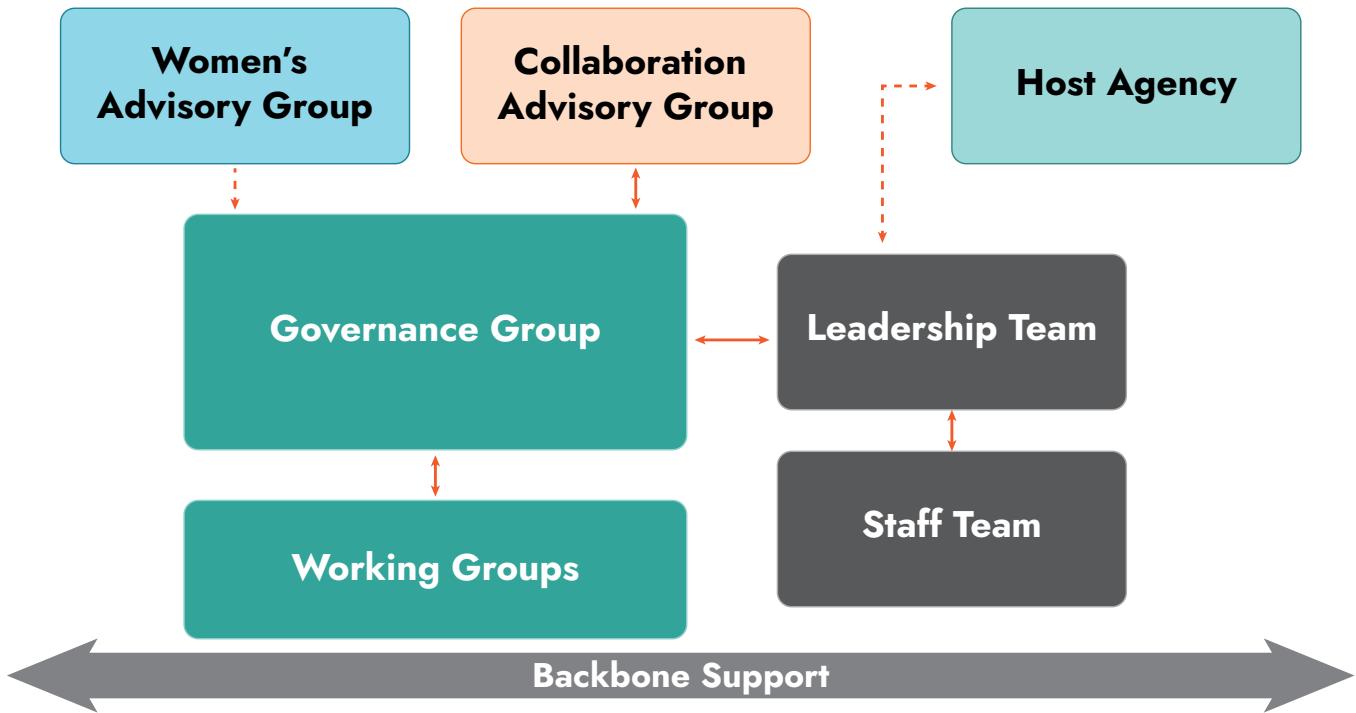 Women’s
Advisory Group
Collaboration
Advisory Group
Host Agency
Governance Group
Leadership Team
Staff Team
Working Groups
Backbone Support